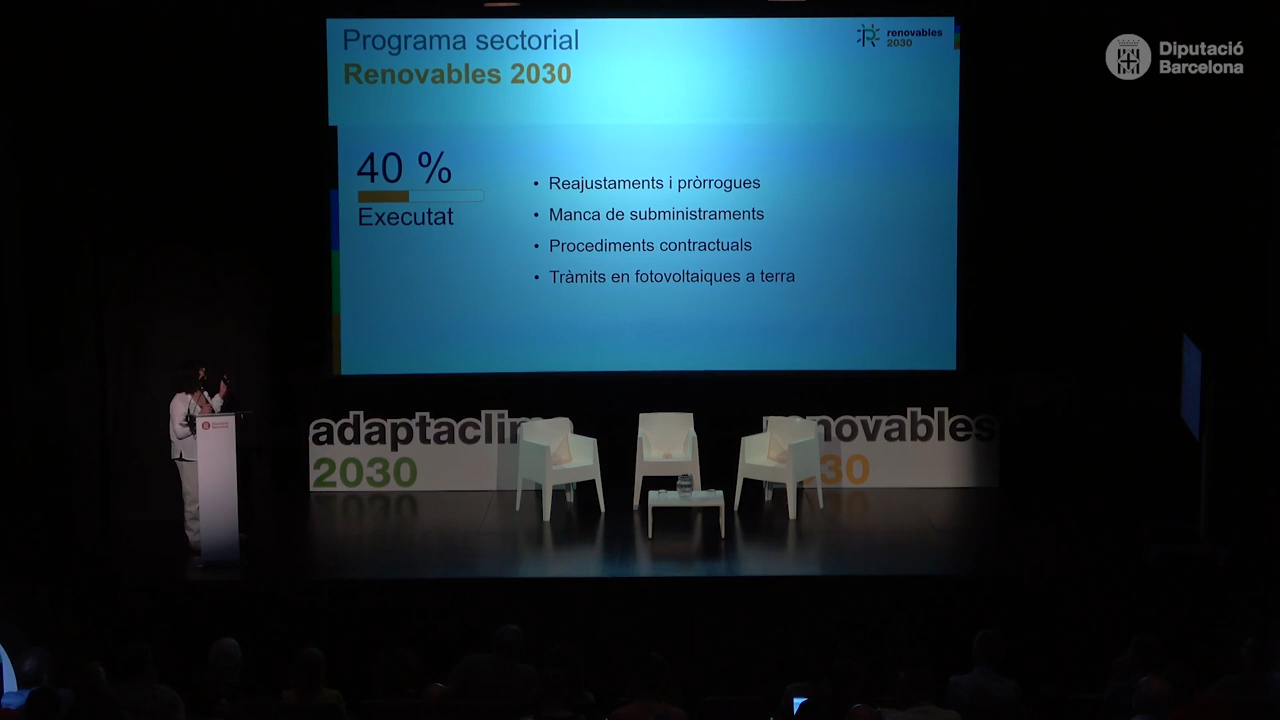 Programa sectorial
Renovables 2030
renovables
2030
Diputació
Barcelona
40 %
Executat
• Reajustaments i pròrrogues
• Manca de subministraments
• Procediments contractuals
• Tràmits en fotovoltaiques a terra
adaptaclim
2030
renovables
30